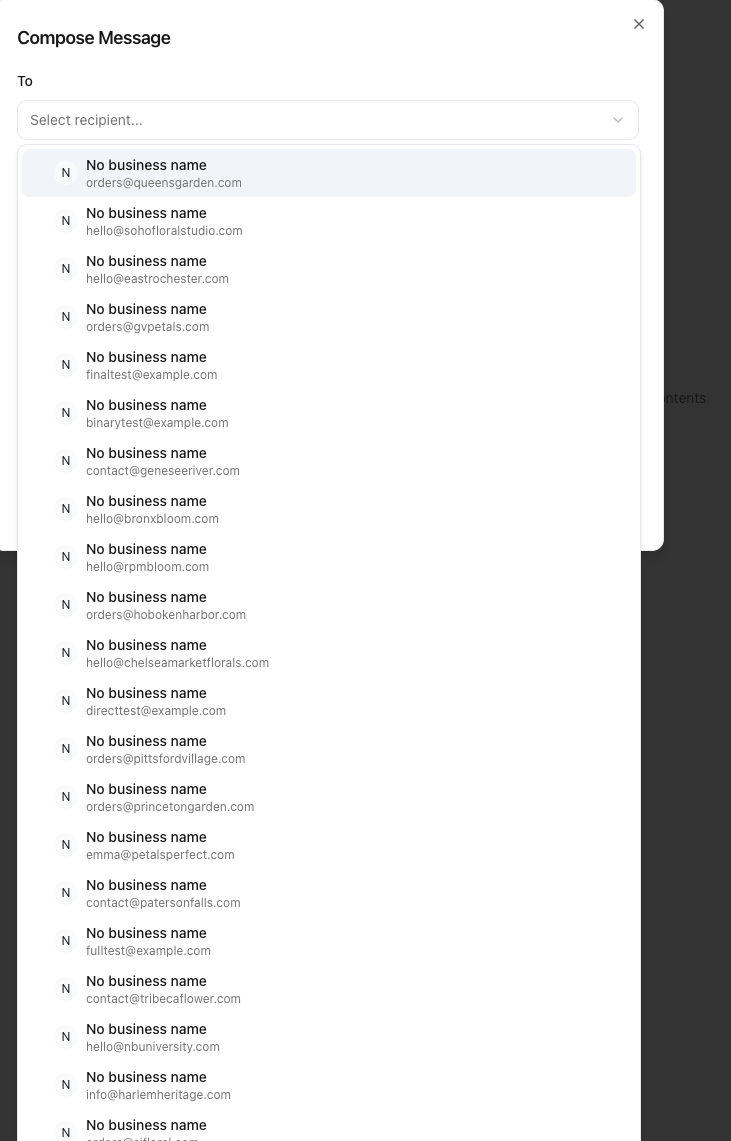 Compose Message
To
Select recipient...
N No business name
orders@queensgarden.com
N No business name
hello@sohofloralstudio.com
N No business name
hello@eastrochester.com
N No business name
orders@gvpetals.com
N No business name
finaltest@example.com
N No business name
binarytest@example.com
N No business name
contact@geneseeriver.com
N No business name
hello@bronxbloom.com
N No business name
hello@rpmbloom.com
N No business name
orders@hobokenharbor.com
N No business name
hello@chelseamarketflorals.com
N No business name
directtest@example.com
N No business name
orders@pittsfordvillage.com
N No business name
orders@princetongarden.com
N No business name
emma@petalsperfect.com
N No business name
contact@patersonfalls.com
N No business name
fulltest@example.com
N No business name
contact@tribecaflower.com
N No business name
hello@nbuniversity.com
N No business name
info@harlemheritage.com
N No business name